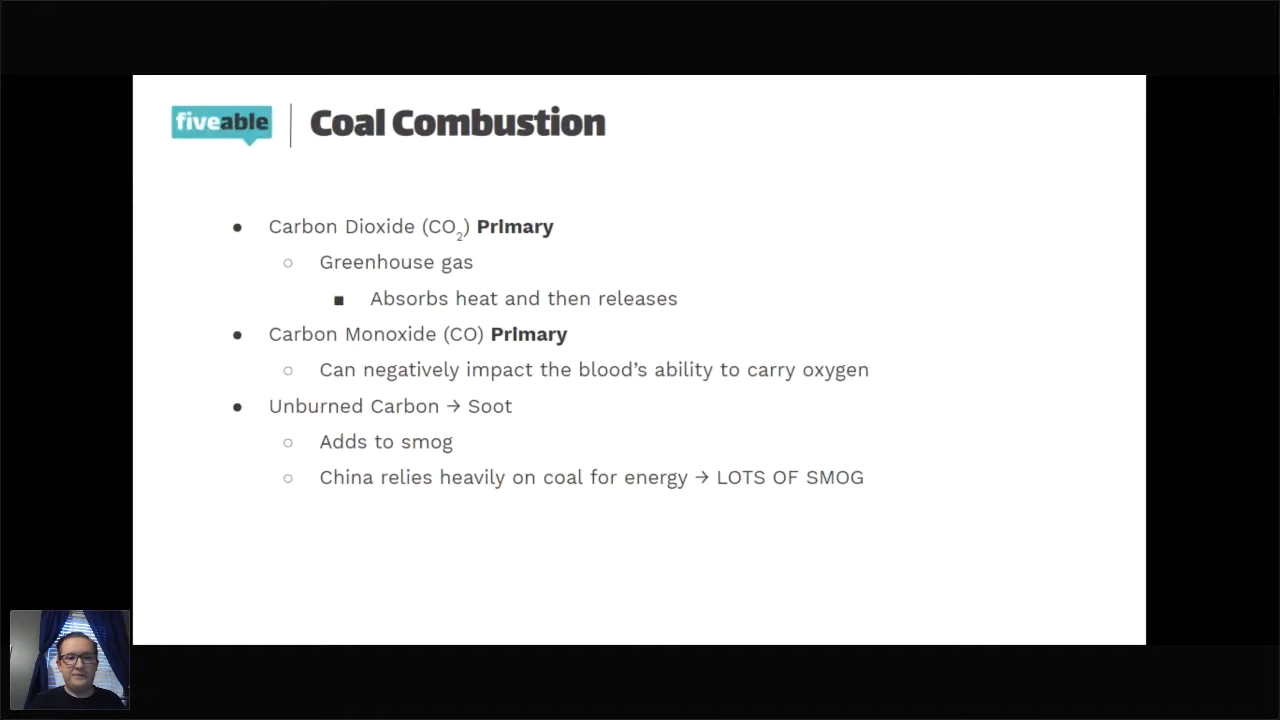 fiveable
Coal Combustion
● Carbon Dioxide (CO₂) Primary
○ Greenhouse gas
■ Absorbs heat and then releases
● Carbon Monoxide (CO) Primary
○ Can negatively impact the blood’s ability to carry oxygen
● Unburned Carbon → Soot
○ Adds to smog
○ China relies heavily on coal for energy → LOTS OF SMOG